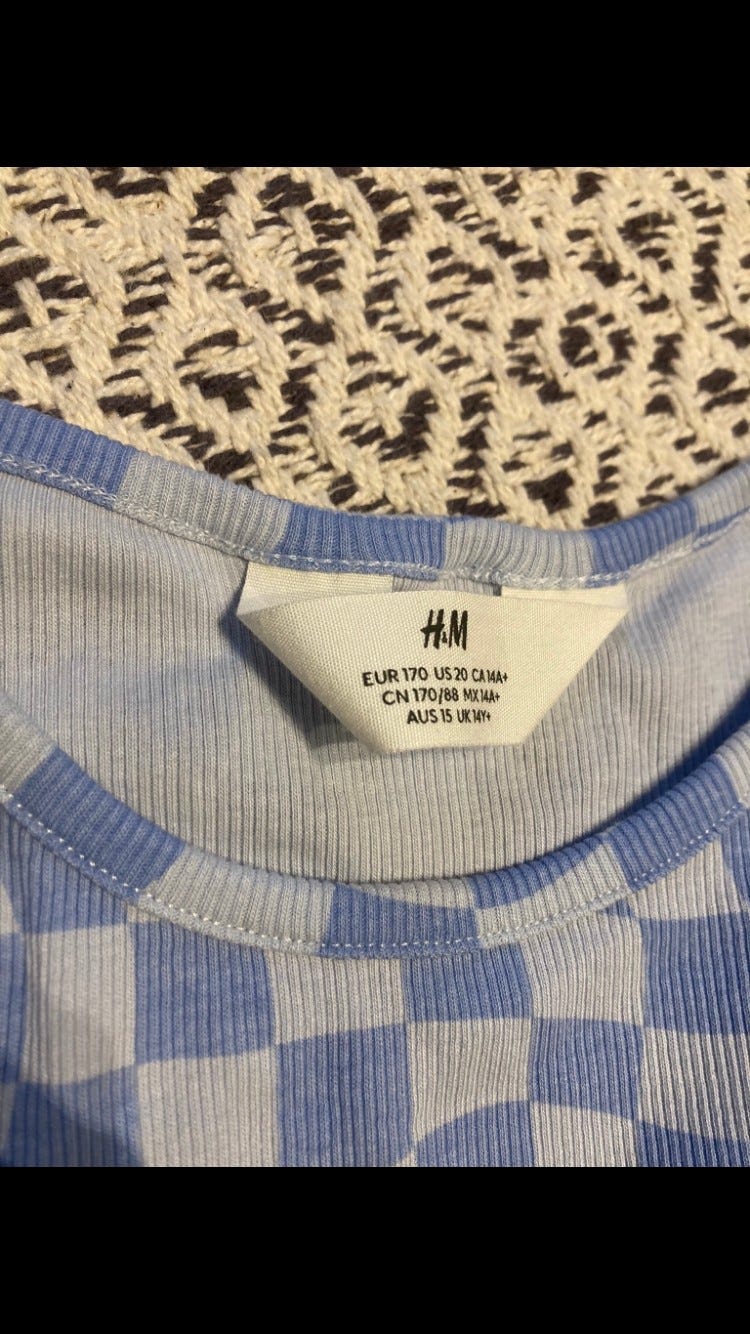 H&M
EUR 170 US 20 CA 14A+
CN 170/88 MX 14A+
AUS 15 UK 14Y+